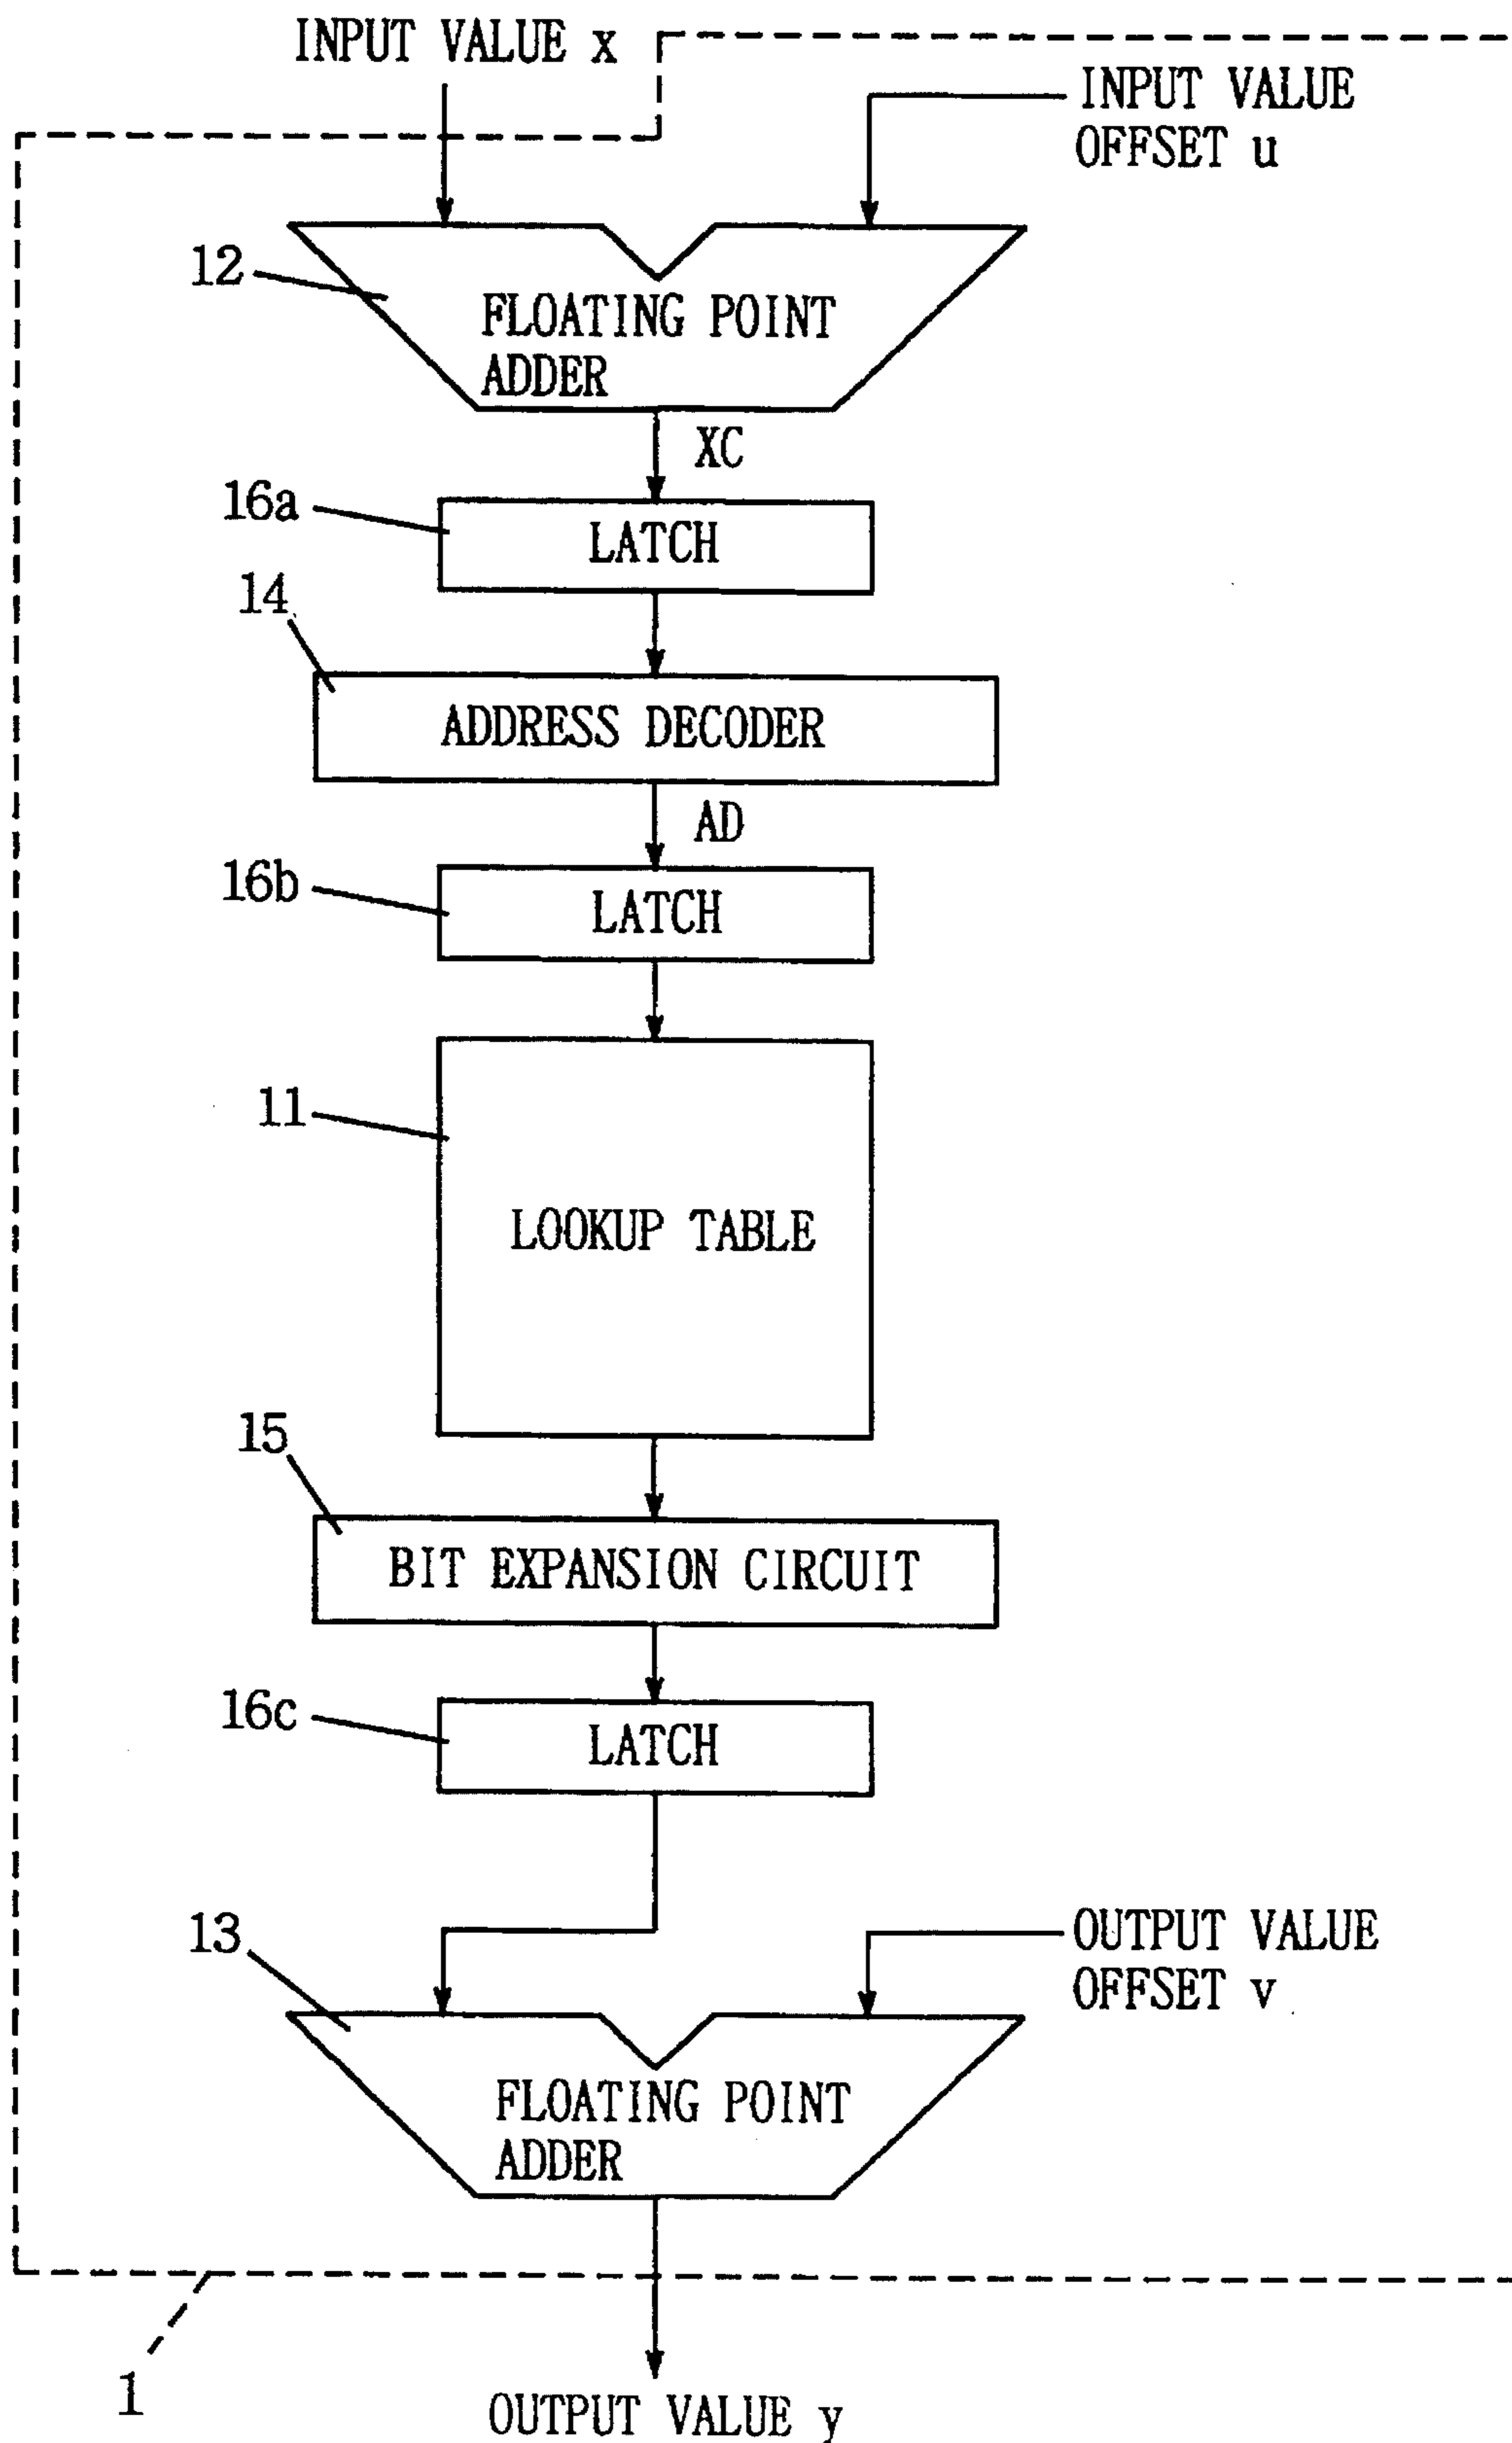 INPUT VALUE x
INPUT VALUE
OFFSET u
12
FLOATING POINT
ADDER
XC
16a
LATCH
14
ADDRESS DECODER
AD
16b
LATCH
11
LOOKUP TABLE
15
BIT EXPANSION CIRCUIT
16c
LATCH
13
OUTPUT VALUE
OFFSET v
FLOATING POINT
ADDER
1
OUTPUT VALUE y